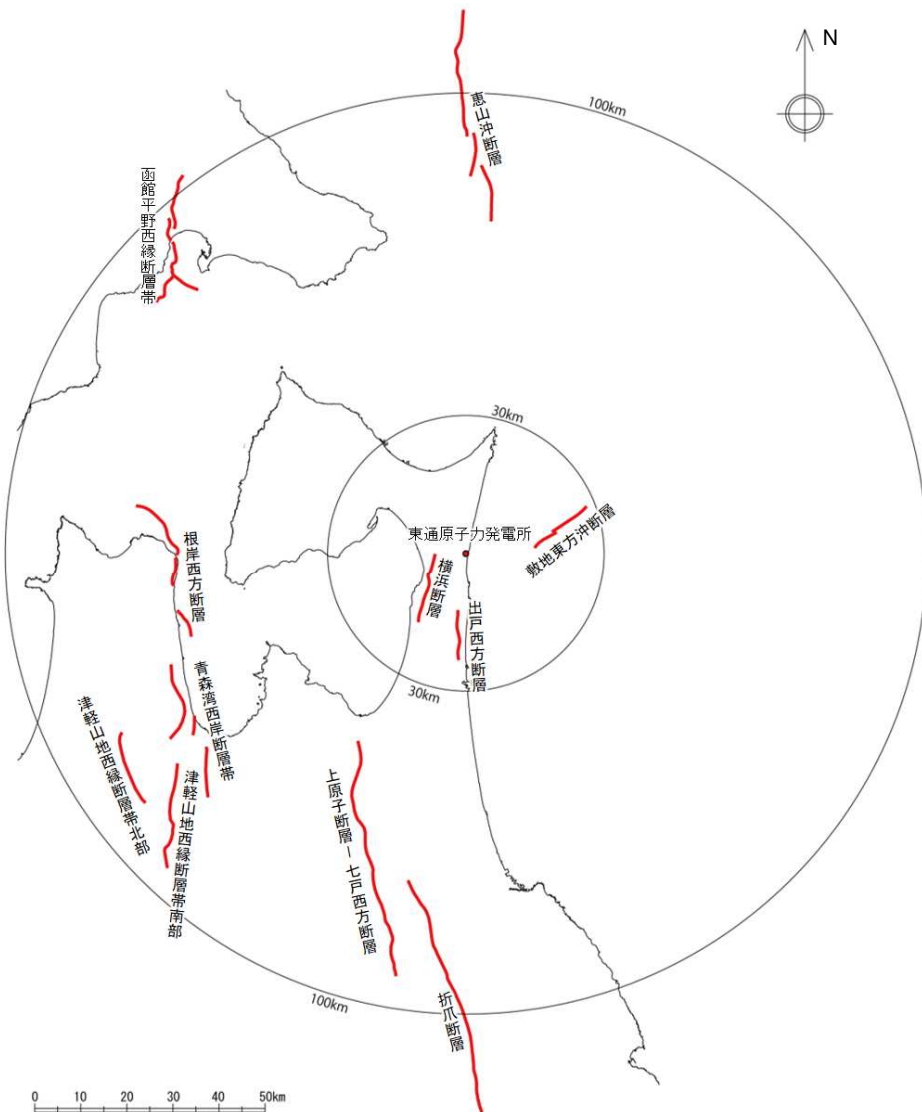 N
100km
恵山沖断層
函館平野西縁断層帯
30km
東通原子力発電所
敷地東方沖断層
横浜断層
出戸西方断層
根岸西方断層
30km
青森湾西岸断層帯
津軽山地西縁断層帯北部
津軽山地西縁断層帯南部
上原子断層－七戸西方断層
折爪断層
100km
0 10 20 30 40 50km